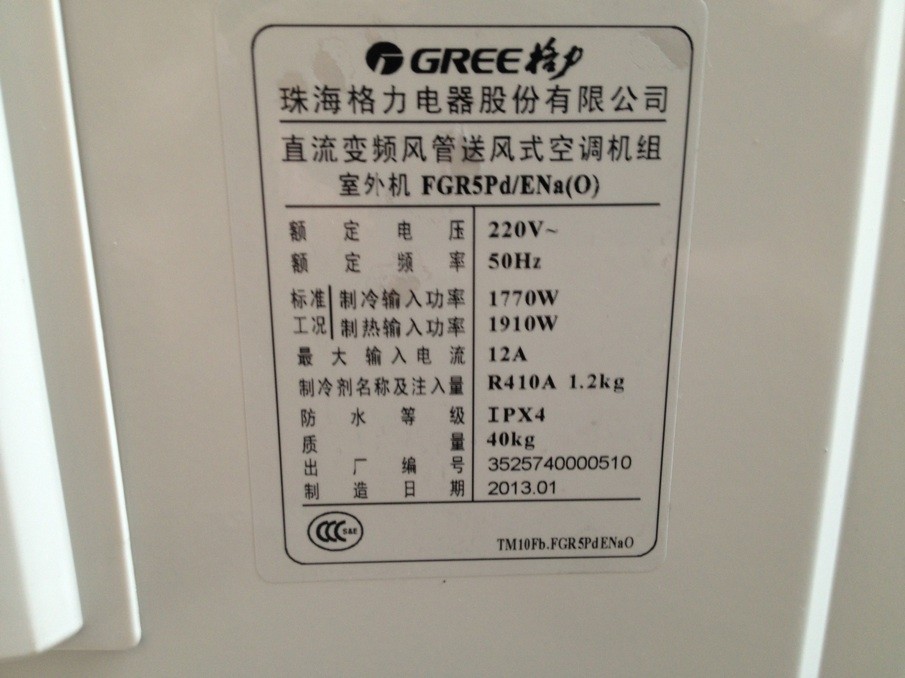 GREE格力
珠海格力电器股份有限公司
直流变频风管送风式空调机组
室外机 FGR5Pd/ENa(O)
额定电压 220V~
额定频率 50Hz
标准工况 制冷输入功率 1770W
制热输入功率 1910W
最大输入电流 12A
制冷剂名称及注入量 R410A 1.2kg
防水等级 IPX4
质量 40kg
出厂编号 3525740000510
制造日期 2013.01
CCC S&E
TM10Fb.FGR5PdENaO